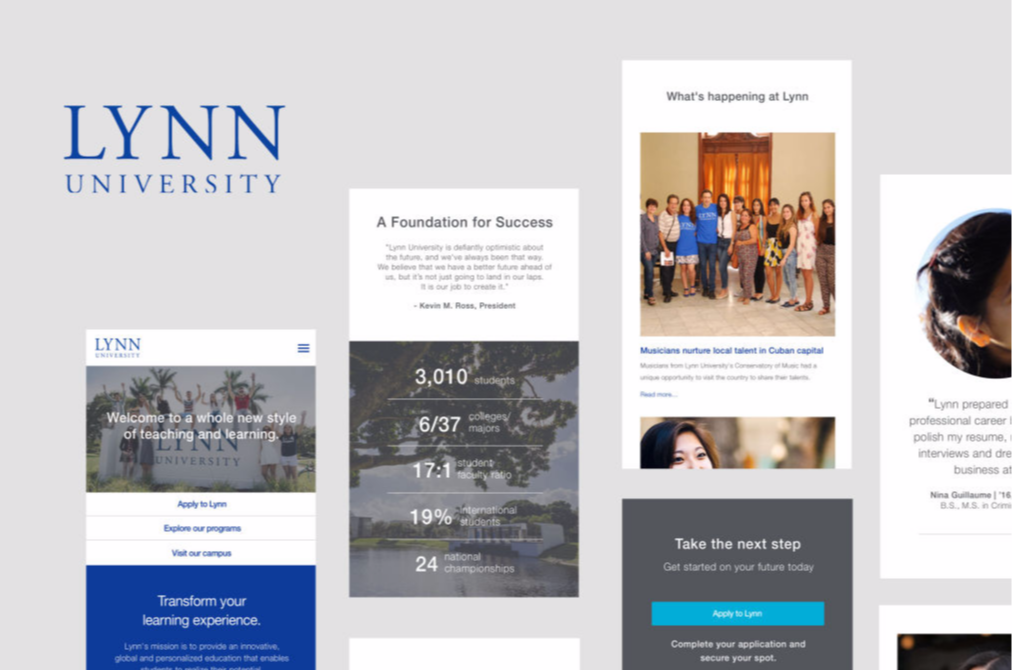 LYNN
UNIVERSITY
LYNN
UNIVERSITY
Welcome to a whole new style
of teaching and learning.
LYNN
UNIVERSITY
Apply to Lynn
Explore our programs
Visit our campus
Transform your
learning experience.
Lynn's mission is to provide an innovative,
global and personalized education that enables
students to realize their potential
A Foundation for Success
"Lynn University is defiantly optimistic about
the future, and we've always been that way.
We believe that we have a better future ahead of
us, but it's not just going to land in our laps.
It is our job to create it."
- Kevin M. Ross, President
3,010 students
6/37 colleges/
majors
17:1 student
faculty ratio
19% international
students
24 national
championships
What's happening at Lynn
LYNN
LYNN
Musicians nurture local talent in Cuban capital
Musicians from Lynn University's Conservatory of Music had a
unique opportunity to visit the country to share their talents.
Read more...
Take the next step
Get started on your future today
Apply to Lynn
Complete your application and
secure your spot.
"Lynn prepared
professional career
polish my resume,
interviews and dre
business at
Nina Guillaume | '16
B.S., M.S. in Crimi